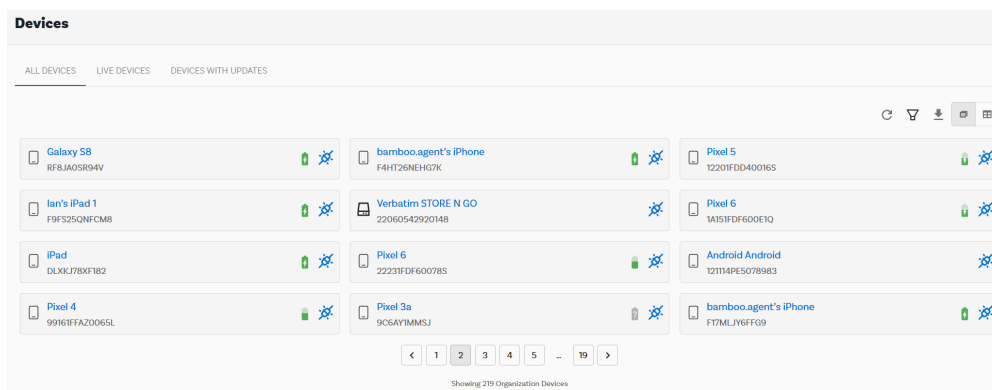 Devices
ALL DEVICES LIVE DEVICES DEVICES WITH UPDATES
Galaxy S8
RF8JA0SR94V
bamboo.agent's iPhone
F4HT26NEHG7K
Pixel 5
12201FDD40016S
Ian's iPad 1
F9FS25QNFCM8
Verbatim STORE N GO
22060542920148
Pixel 6
1A151FDF600E1Q
iPad
DLXKJ78XF182
Pixel 6
22231FDF60078S
Android Android
121114PE5078983
Pixel 4
99161FFAZ0065L
Pixel 3a
9C6AY1MMSJ
bamboo.agent's iPhone
F17MLJY6FFG9
1 2 3 4 5 … 19
Showing 219 Organization Devices